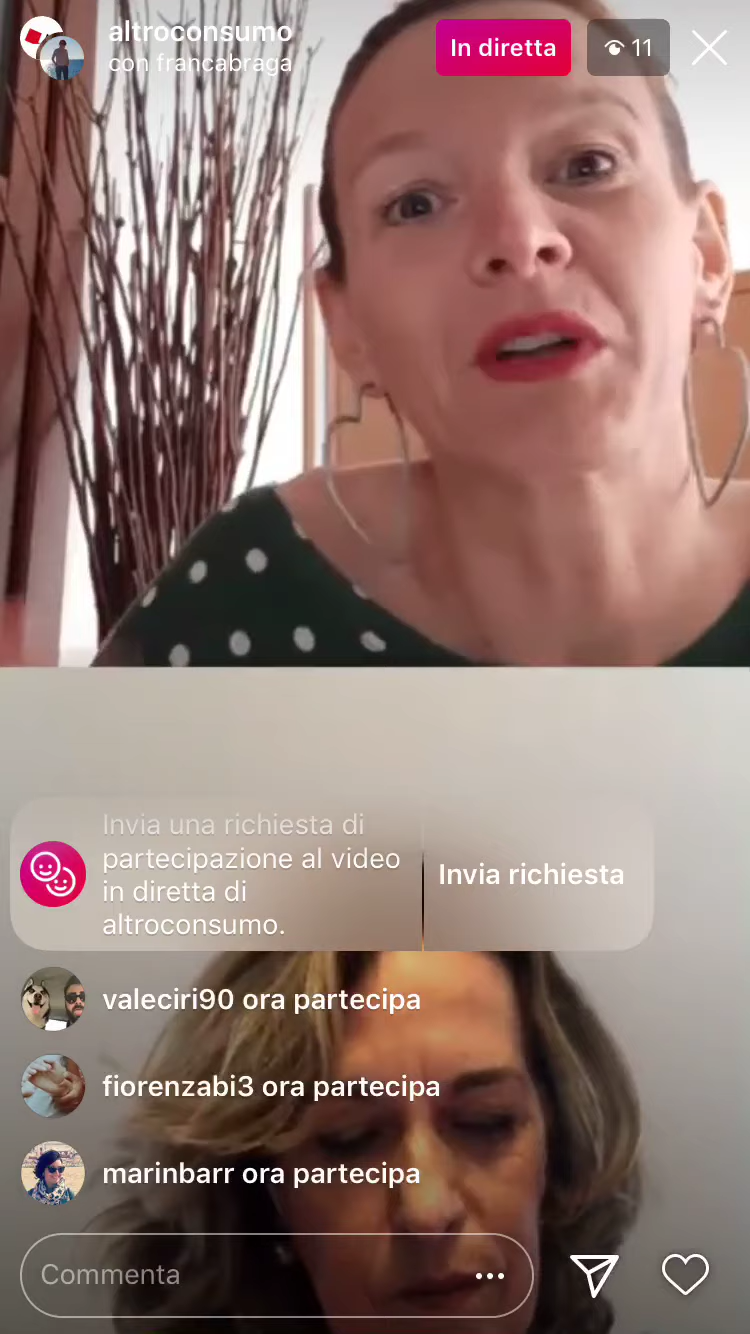 altroconsumo
con francabraga
In diretta
11
Invia una richiesta di
partecipazione al video
in diretta di
altroconsumo.
Invia richiesta
valeciri90 ora partecipa
fiorenzabi3 ora partecipa
marinbarr ora partecipa
Commenta